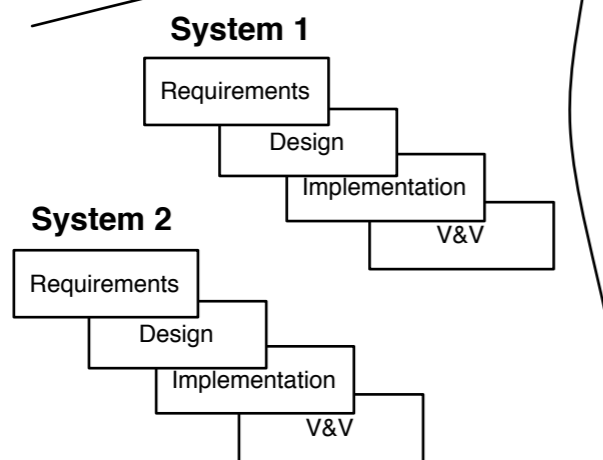 System 1
Requirements
Design
Implementation
V&V
System 2
Requirements
Design
Implementation
V&V